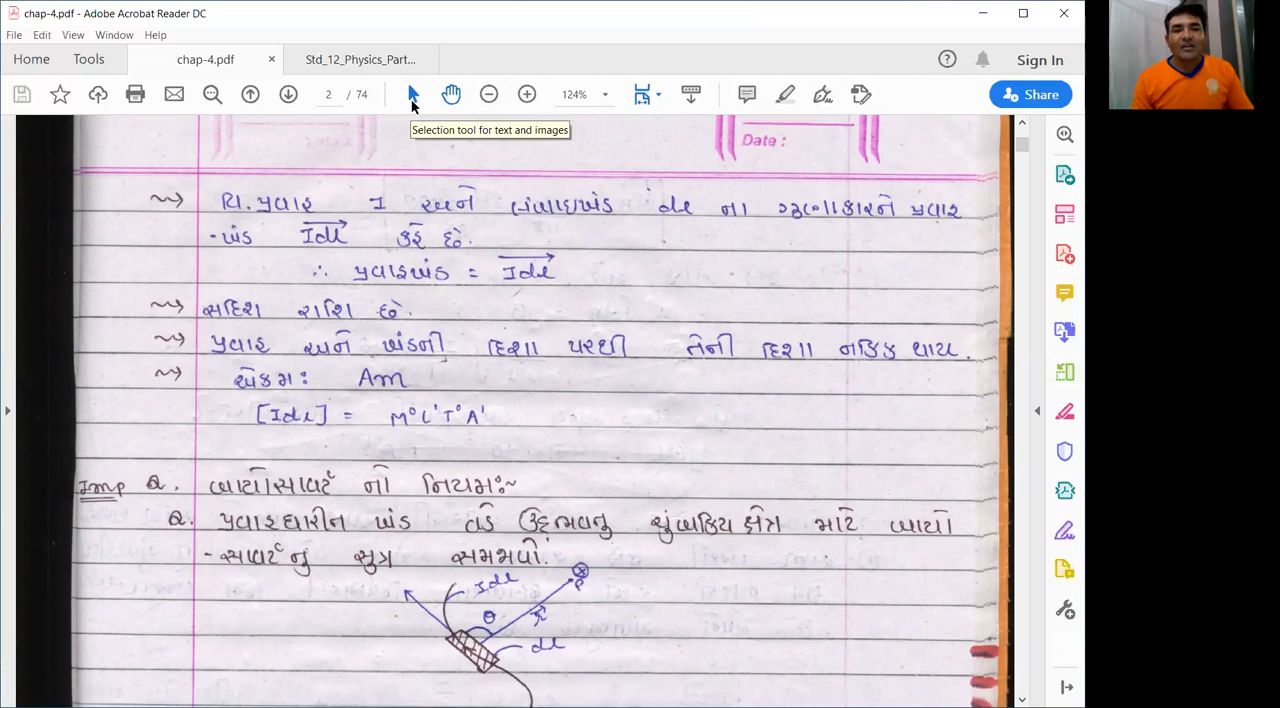 chap-4.pdf - Adobe Acrobat Reader DC
File Edit View Window Help
Home Tools chap-4.pdf × Std_12_Physics_Part... Sign In
2 / 74 124% Share
Selection tool for text and images
Date :
વિ.પ્રવાહ I અને લંબાઇખંડ dl ના ગુણાકારને પ્રવાહ
-ખંડ Idl કહે છે.
∴ પ્રવાહખંડ = Idl
સદિશ રાશિ છે.
પ્રવાહ અને ખંડની દિશા પરથી તેની દિશા નક્કિ થાય.
એકમ: Am
[Idl] = M⁰L¹T⁰A¹
Imp Q. બાયોસાવર્ટ નો નિયમ:~
Q. પ્રવાહધારીત ખંડ વડે ઉદ્દભવતુ ચુંબકિય ક્ષેત્ર માટે બાયો
-સાવર્ટ નુ સુત્ર સમજાવો.
Idl
P
θ r
dl